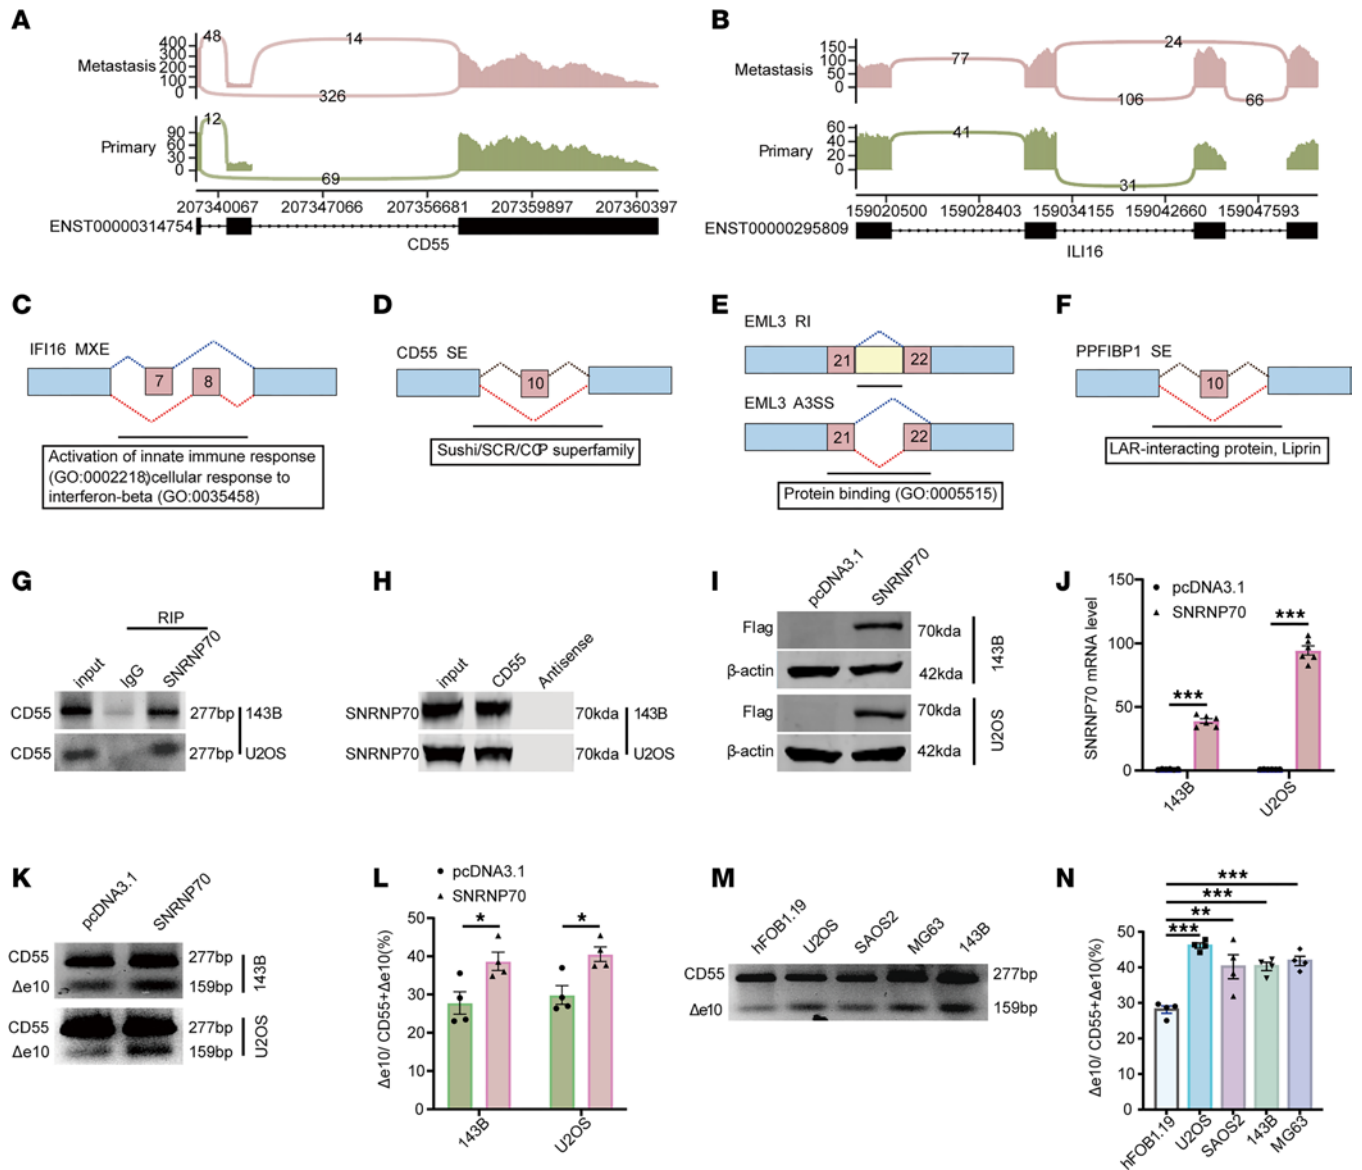 A
Metastasis
400
300
200
100
0
48
14
326
Primary
90
60
30
0
12
69
207340067 207347066 207356681 207359897 207360397
ENST00000314754
CD55
B
Metastasis
150
100
50
0
77
24
106
66
Primary
60
40
20
0
41
31
159020500 159028403 159034155 159042660 159047593
ENST00000295809
ILI16
C
IFI16 MXE
7
8
Activation of innate immune response
(GO:0002218)cellular response to
interferon-beta (GO:0035458)
D
CD55 SE
10
Sushi/SCR/CCP superfamily
E
EML3 RI
21
22
EML3 A3SS
21
22
Protein binding (GO:0005515)
F
PPFIBP1 SE
10
LAR-interacting protein, Liprin
G
RIP
input IgG SNRNP70
CD55 277bp 143B
CD55 277bp U2OS
H
input CD55 Antisense
SNRNP70 70kda 143B
SNRNP70 70kda U2OS
I
pcDNA3.1 SNRNP70
Flag 70kda
β-actin 42kda
143B
Flag 70kda
β-actin 42kda
U2OS
J
SNRNP70 mRNA level
150
100
50
0
pcDNA3.1
SNRNP70
***
***
143B
U2OS
K
pcDNA3.1 SNRNP70
CD55 277bp
Δe10 159bp
143B
CD55 277bp
Δe10 159bp
U2OS
L
pcDNA3.1
SNRNP70
Δe10/ CD55+Δe10(%)
50
40
30
20
10
0
*
*
143B
U2OS
M
hFOB1.19 U2OS SAOS2 MG63 143B
CD55 277bp
Δe10 159bp
N
Δe10/ CD55+Δe10(%)
50
40
30
20
10
0
***
***
**
***
hFOB1.19
U2OS
SAOS2
143B
MG63